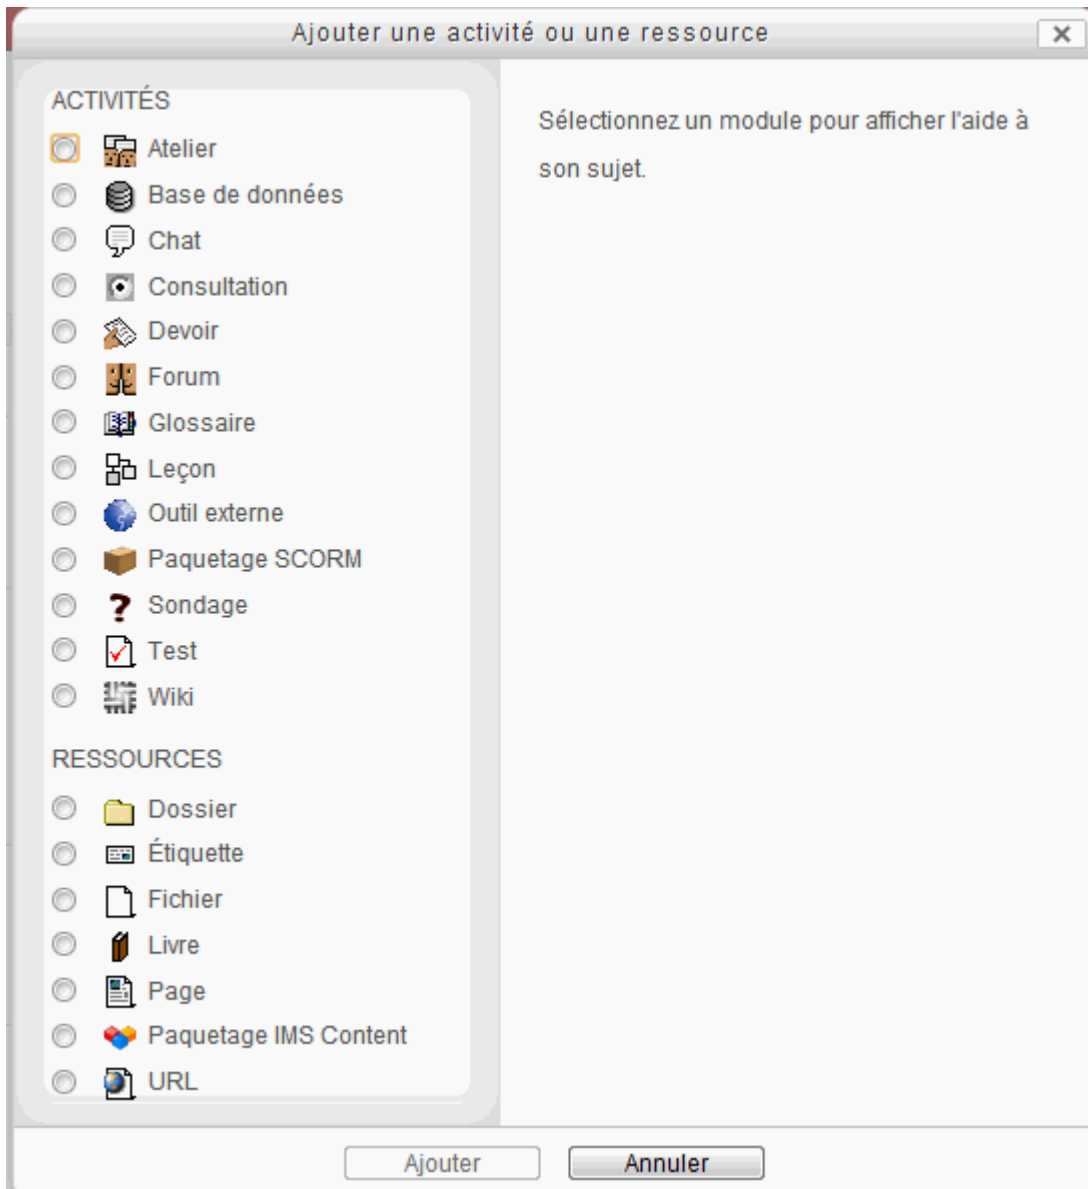 Ajouter une activité ou une ressource
ACTIVITÉS
Atelier
Base de données
Chat
Consultation
Devoir
Forum
Glossaire
Leçon
Outil externe
Paquetage SCORM
Sondage
Test
Wiki
RESSOURCES
Dossier
Étiquette
Fichier
Livre
Page
Paquetage IMS Content
URL
Sélectionnez un module pour afficher l'aide à
son sujet.
Ajouter
Annuler